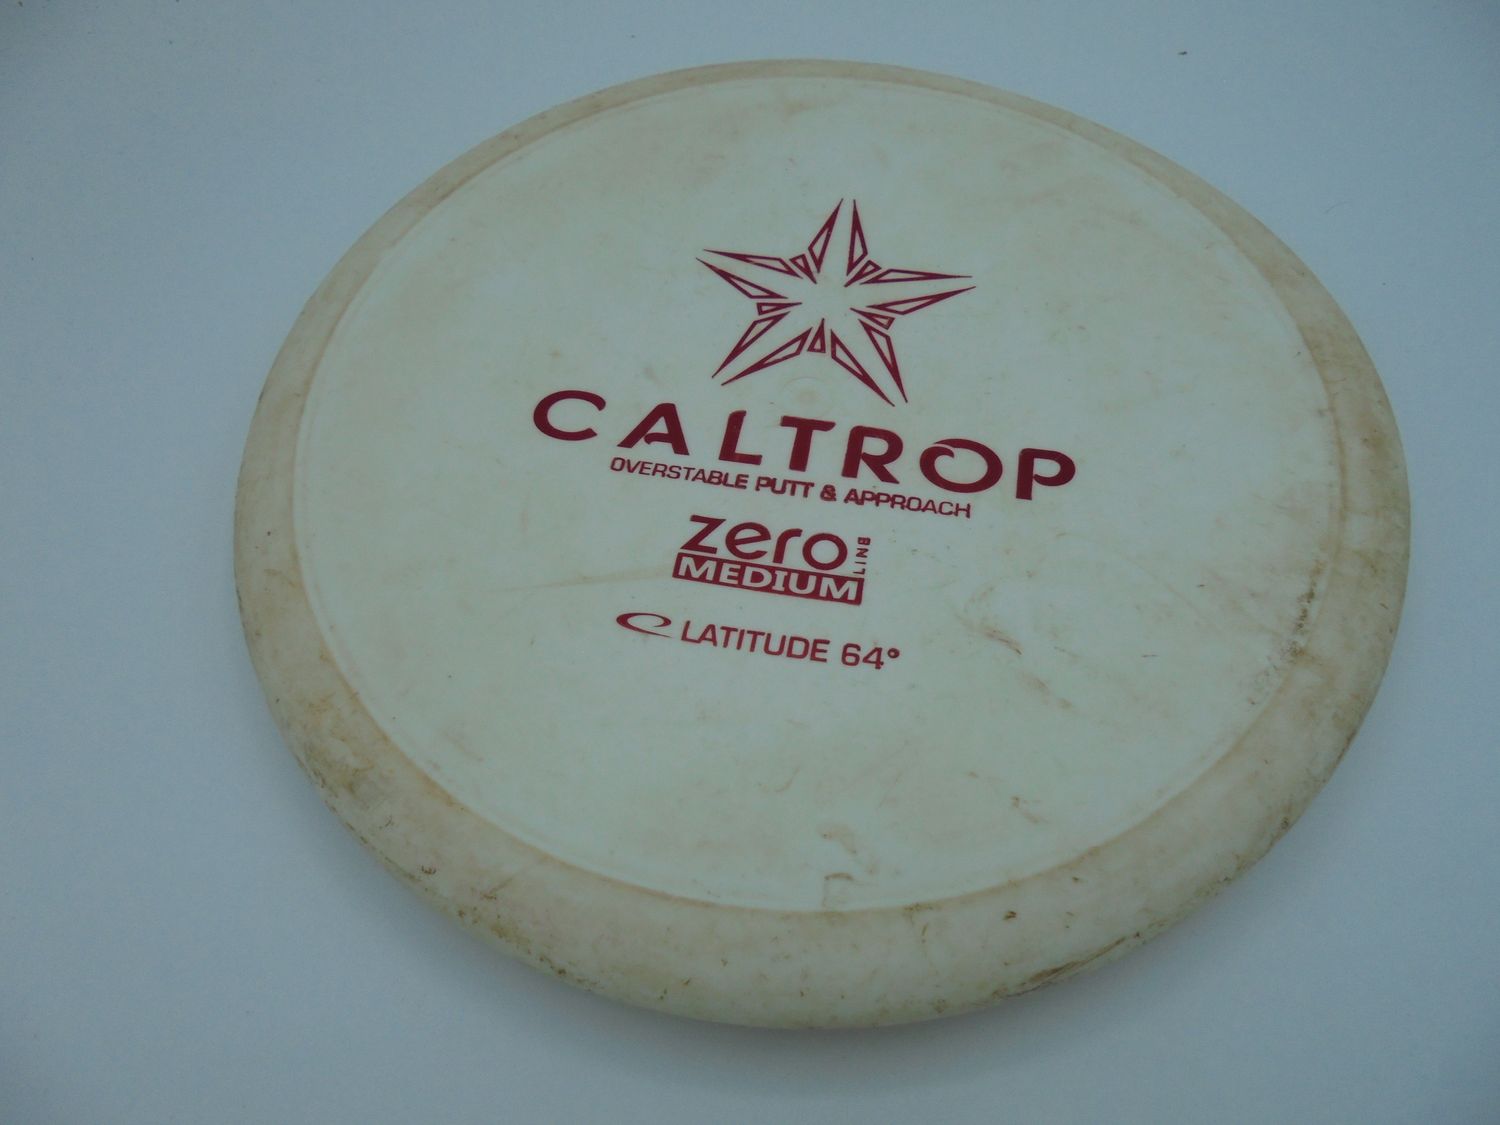 CALTROP
OVERSTABLE PUTT & APPROACH
zero LINE
MEDIUM
LATITUDE 64°